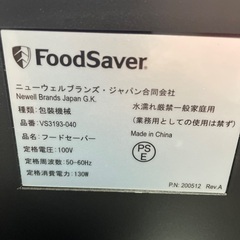 FoodSaver
ニューウェルブランズ・ジャパン合同会社
Newell Brands Japan G.K.
種類：包装機械
品番：VS3193-040
品名：フードセーバー
定格電圧：100V
定格周波数：50-60Hz
定格消費電力：130W
水濡れ厳禁一般家庭用
（業務用としての使用は禁ず）
Made in China
PS
E
P.N: 200512 Rev.A